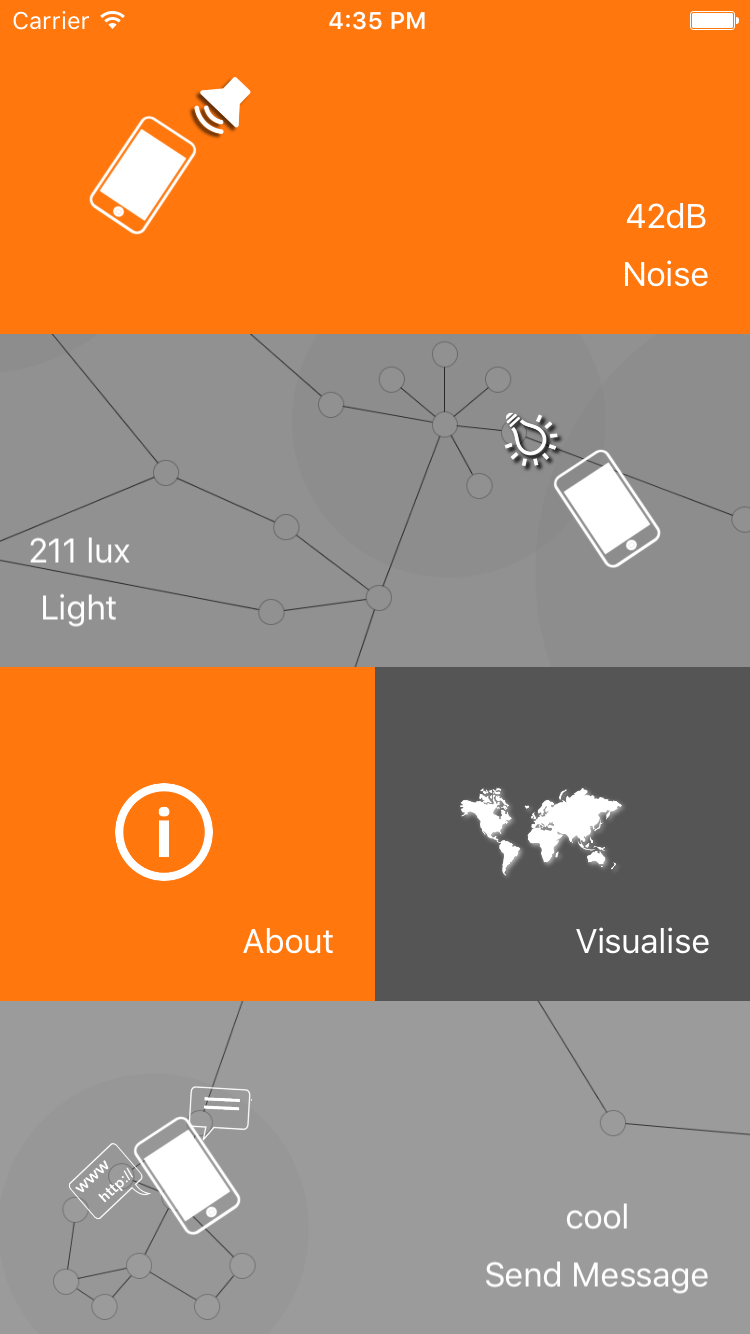 Carrier 4:35 PM
42dB
Noise
211 lux
Light
i
About
Visualise
www
http://
cool
Send Message